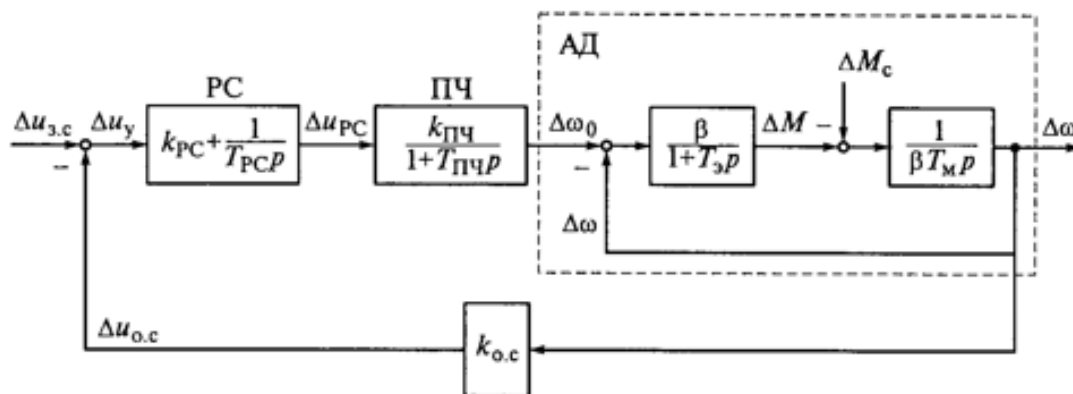 АД
РС
ПЧ
ΔM_c
Δu_з.с
–
Δu_у
k_РС + 1/(T_РС p)
Δu_РС
k_ПЧ/(1+T_ПЧ p)
Δω_0
–
β/(1+T_э p)
ΔM
–
1/(βT_м p)
Δω
Δω
Δu_о.с
k_о.с